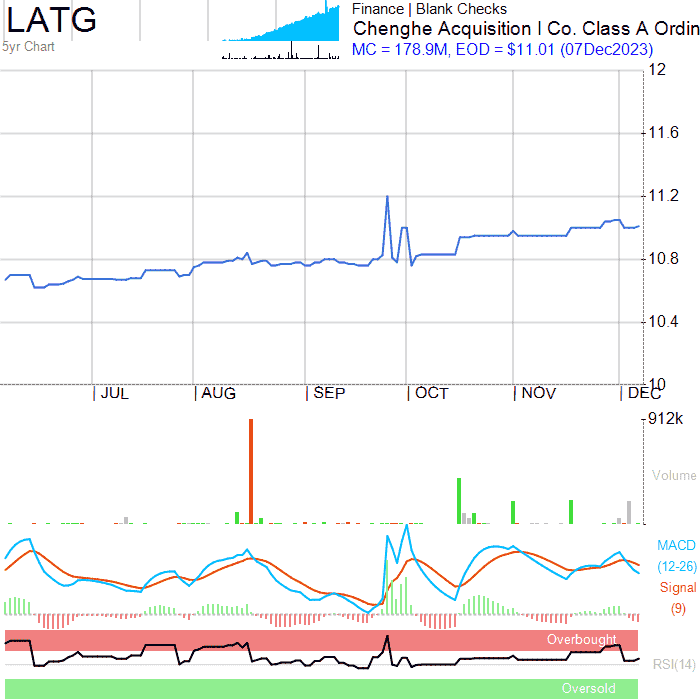 LATG
5yr Chart
Finance | Blank Checks
Chenghe Acquisition I Co. Class A Ordin
MC = 178.9M, EOD = $11.01 (07Dec2023)
12
11.6
11.2
10.8
10.4
10
JUL AUG SEP OCT NOV DEC
912k
Volume
MACD
(12-26)
Signal
(9)
Overbought
RSI(14)
Oversold